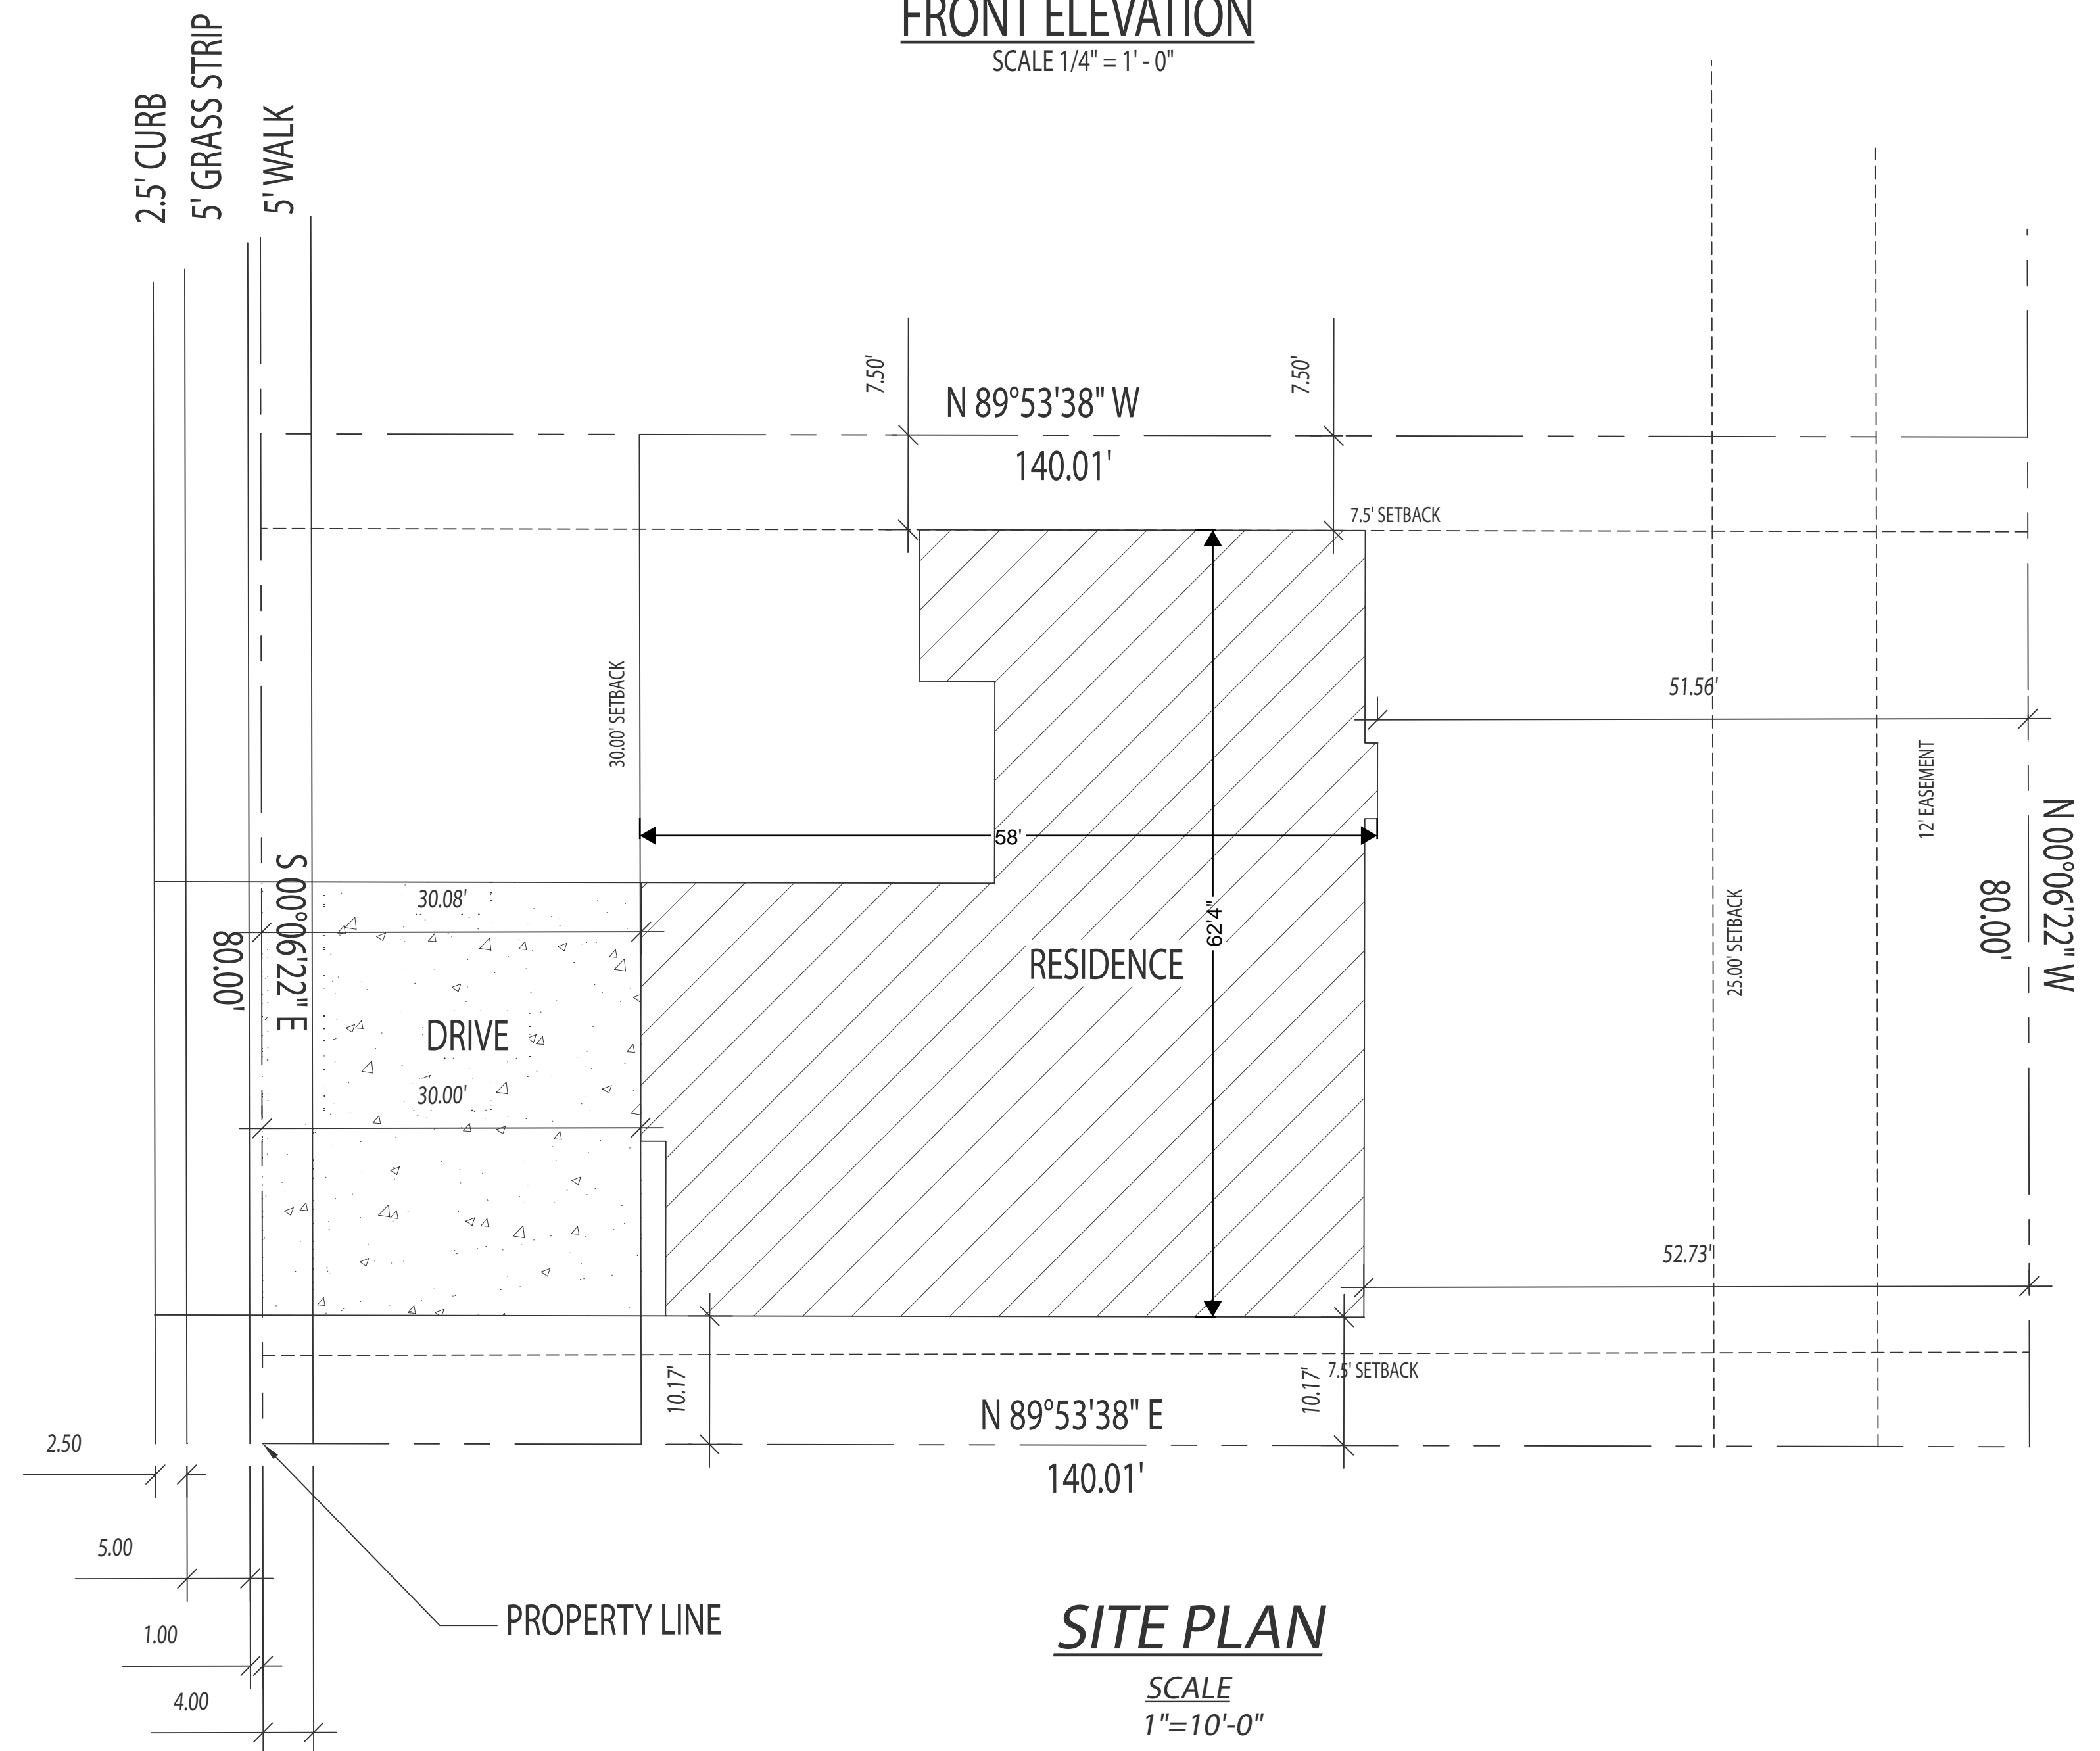 FRONT ELEVATION
SCALE 1/4" = 1' - 0"
2.5' CURB
5' GRASS STRIP
5' WALK
7.50'
7.50'
N 89°53'38" W
140.01'
7.5' SETBACK
30.00' SETBACK
51.56'
12' EASEMENT
58'
N 00°06'22" W
80.00'
S 00°06'22" E
80.00'
30.08'
62'4"
25.00' SETBACK
RESIDENCE
DRIVE
30.00'
52.73'
10.17'
10.17'
7.5' SETBACK
N 89°53'38" E
140.01'
2.50
5.00
1.00
4.00
PROPERTY LINE
SITE PLAN
SCALE
1"=10'-0"